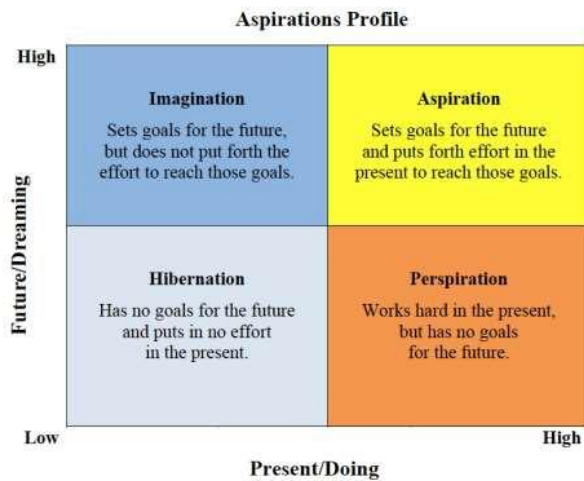 Aspirations Profile
High
Imagination
Sets goals for the future,
but does not put forth the
effort to reach those goals.
Aspiration
Sets goals for the future
and puts forth effort in the
present to reach those goals.
Future/Dreaming
Hibernation
Has no goals for the future
and puts in no effort
in the present.
Perspiration
Works hard in the present,
but has no goals
for the future.
Low
High
Present/Doing